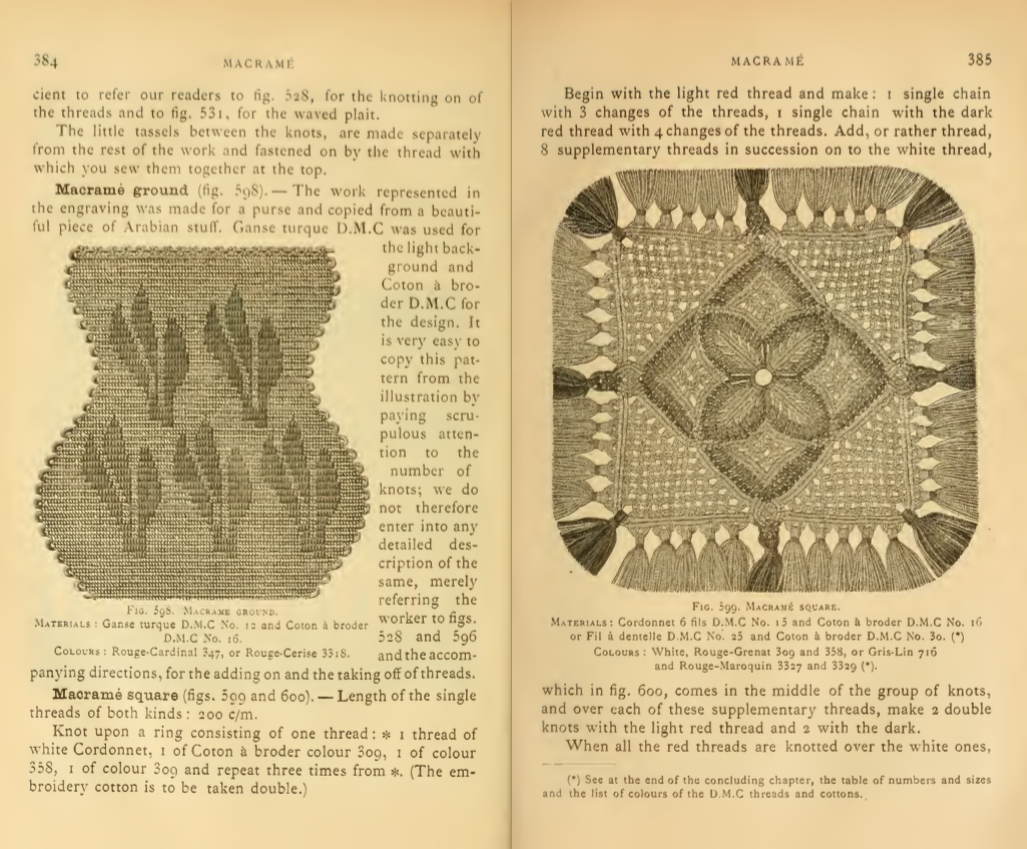 384
MACRAMÉ
cient to refer our readers to fig. 528, for the knotting on of
the threads and to fig. 531, for the waved plait.
The little tassels between the knots, are made separately
from the rest of the work and fastened on by the thread with
which you sew them together at the top.
Macramé ground (fig. 598). — The work represented in
the engraving was made for a purse and copied from a beauti-
ful piece of Arabian stuff. Ganse turque D.M.C was used for
the light back-
ground and
Coton à bro-
der D.M.C for
the design. It
is very easy to
copy this pat-
tern from the
illustration by
paying scru-
pulous atten-
tion to the
number of
knots; we do
not therefore
enter into any
detailed des-
cription of the
same, merely
referring the
worker to figs.
528 and 596
and the accom-
FIG. 598. MACRAMÉ GROUND.
MATERIALS : Ganse turque D.M.C No. 12 and Coton à broder
D.M.C No. 16.
COLOURS : Rouge-Cardinal 347, or Rouge-Cerise 3318.
panying directions, for the adding on and the taking off of threads.
Macramé square (figs. 599 and 600). — Length of the single
threads of both kinds : 200 c/m.
Knot upon a ring consisting of one thread : * 1 thread of
white Cordonnet, 1 of Coton à broder colour 309, 1 of colour
358, 1 of colour 309 and repeat three times from *. (The em-
broidery cotton is to be taken double.)
MACRAMÉ
385
Begin with the light red thread and make : 1 single chain
with 3 changes of the threads, 1 single chain with the dark
red thread with 4 changes of the threads. Add, or rather thread,
8 supplementary threads in succession on to the white thread,
FIG. 599. MACRAMÉ SQUARE.
MATERIALS : Cordonnet 6 fils D.M.C No. 15 and Coton à broder D.M.C No. 16
or Fil à dentelle D.M.C No. 25 and Coton à broder D.M.C No. 30. (*)
COLOURS : White, Rouge-Grenat 309 and 358, or Gris-Lin 716
and Rouge-Maroquin 3327 and 3329 (*).
which in fig. 600, comes in the middle of the group of knots,
and over each of these supplementary threads, make 2 double
knots with the light red thread and 2 with the dark.
When all the red threads are knotted over the white ones,
(*) See at the end of the concluding chapter, the table of numbers and sizes
and the list of colours of the D.M.C threads and cottons.